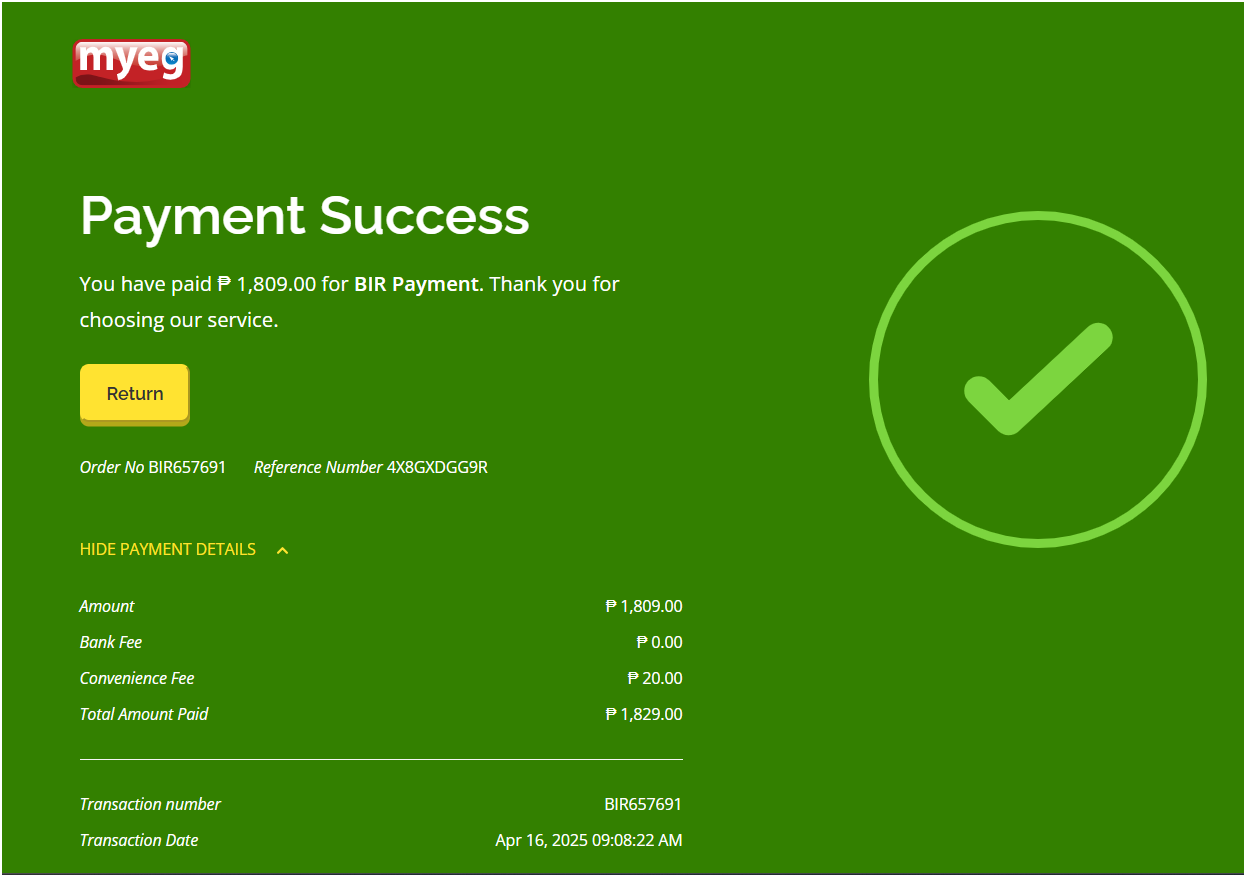 myeg
Payment Success
You have paid ₱ 1,809.00 for BIR Payment. Thank you for
choosing our service.
Return
Order No BIR657691 Reference Number 4X8GXDGG9R
HIDE PAYMENT DETAILS
Amount ₱ 1,809.00
Bank Fee ₱ 0.00
Convenience Fee ₱ 20.00
Total Amount Paid ₱ 1,829.00
Transaction number BIR657691
Transaction Date Apr 16, 2025 09:08:22 AM